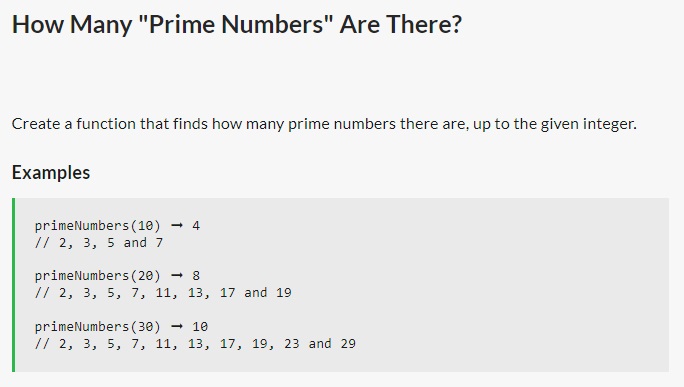 How Many "Prime Numbers" Are There?
Create a function that finds how many prime numbers there are, up to the given integer.
Examples
primeNumbers(10) ➞ 4
// 2, 3, 5 and 7
primeNumbers(20) ➞ 8
// 2, 3, 5, 7, 11, 13, 17 and 19
primeNumbers(30) ➞ 10
// 2, 3, 5, 7, 11, 13, 17, 19, 23 and 29